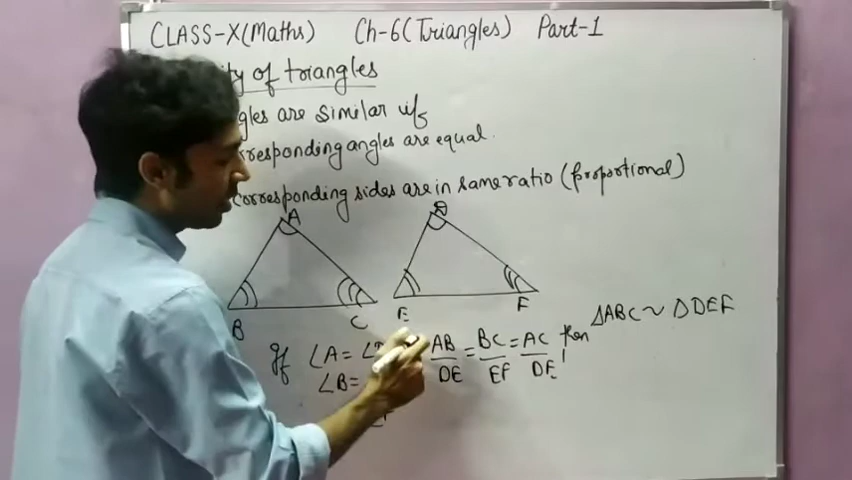 CLASS-X(Maths) Ch-6(Triangles) Part-1
ty of triangles
gles are similar if
rresponding angles are equal.
corresponding sides are in same ratio (proportional)
A D
B C E F
If ∠A = ∠D AB/DE = BC/EF = AC/DF, then ΔABC ~ ΔDEF
∠B =